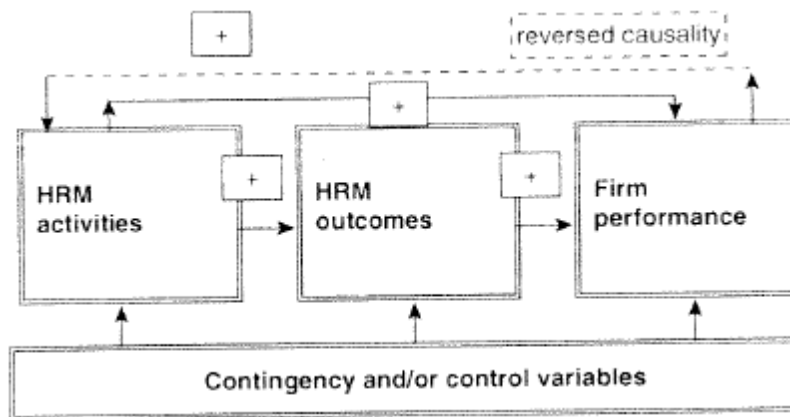 +
reversed causality
+
HRM
activities
+
HRM
outcomes
+
Firm
performance
Contingency and/or control variables